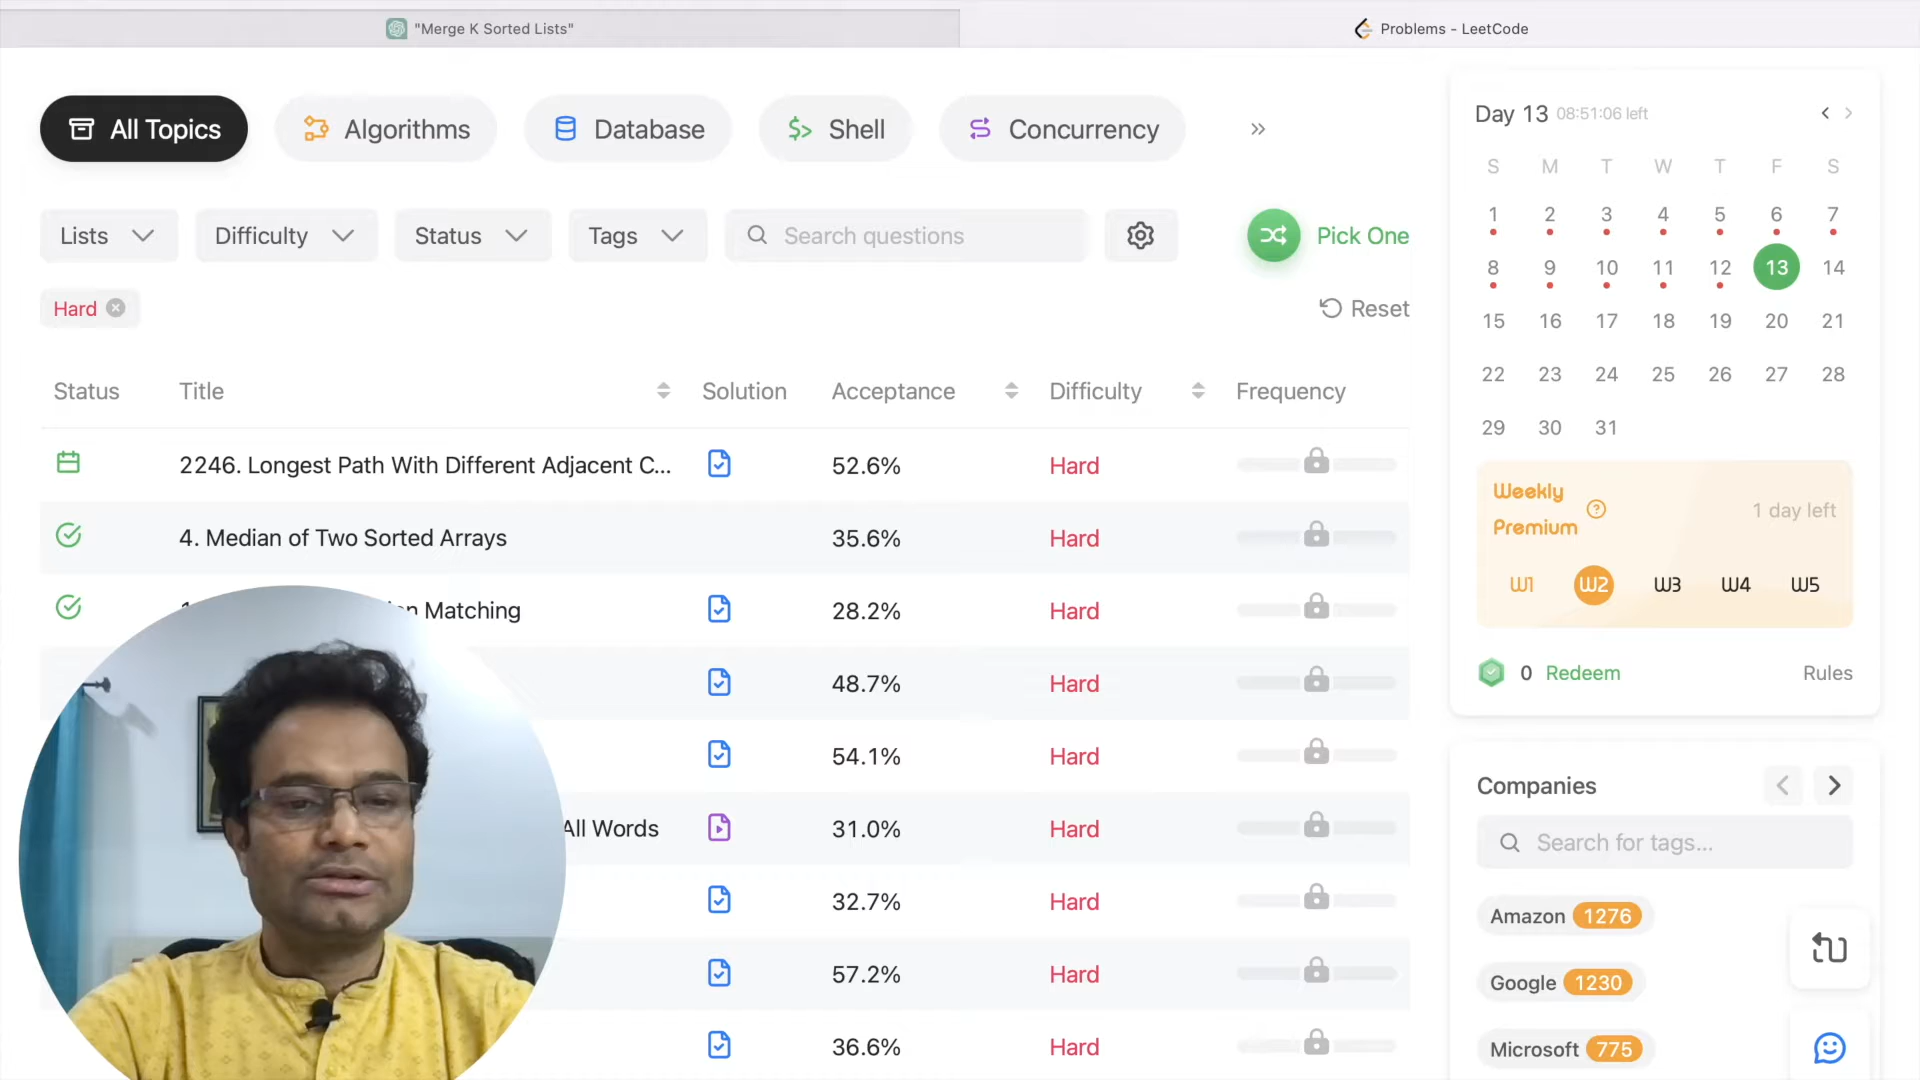 "Merge K Sorted Lists"
Problems - LeetCode
All Topics
Algorithms
Database
Shell
Concurrency
Lists
Difficulty
Status
Tags
Search questions
Pick One
Hard
Reset
Status Title Solution Acceptance Difficulty Frequency
2246. Longest Path With Different Adjacent C... 52.6% Hard
4. Median of Two Sorted Arrays 35.6% Hard
Matching 28.2% Hard
48.7% Hard
54.1% Hard
All Words 31.0% Hard
32.7% Hard
57.2% Hard
36.6% Hard
Day 13 08:51:06 left
S M T W T F S
1 2 3 4 5 6 7
8 9 10 11 12 13 14
15 16 17 18 19 20 21
22 23 24 25 26 27 28
29 30 31
Weekly
Premium
1 day left
W1 W2 W3 W4 W5
0 Redeem Rules
Companies
Search for tags...
Amazon 1276
Google 1230
Microsoft 775